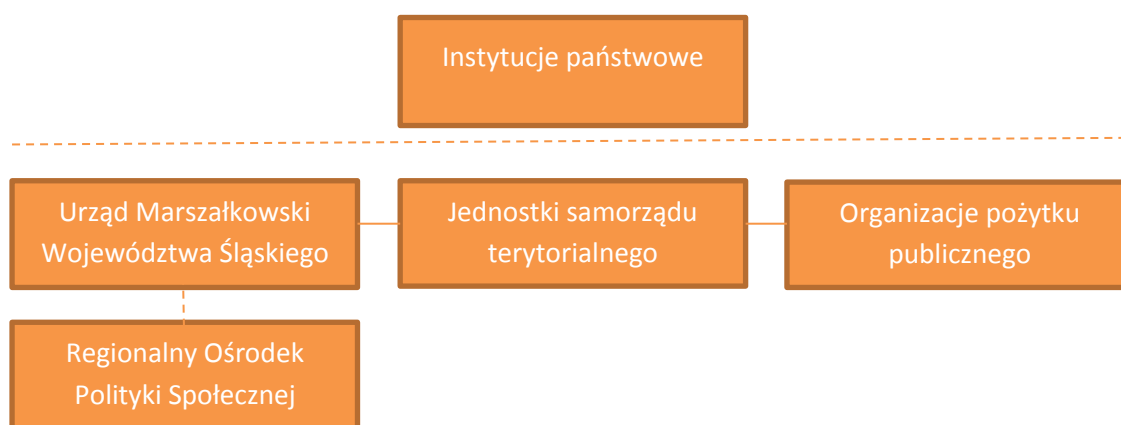 Instytucje państwowe
Urząd Marszałkowski
Województwa Śląskiego
Jednostki samorządu
terytorialnego
Organizacje pożytku
publicznego
Regionalny Ośrodek
Polityki Społecznej